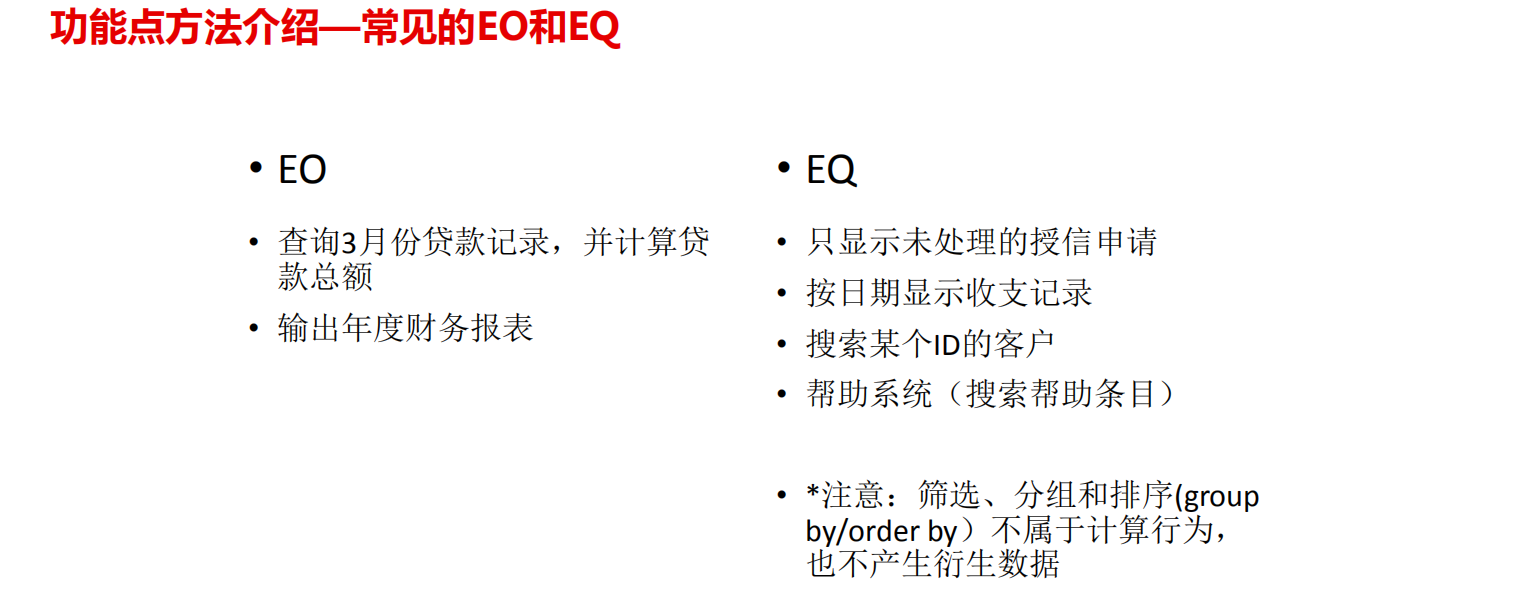 功能点方法介绍—常见的EO和EQ
• EO
• 查询3月份贷款记录，并计算贷
款总额
• 输出年度财务报表
• EQ
• 只显示未处理的授信申请
• 按日期显示收支记录
• 搜索某个ID的客户
• 帮助系统（搜索帮助条目）
• *注意：筛选、分组和排序(group
by/order by）不属于计算行为，
也不产生衍生数据